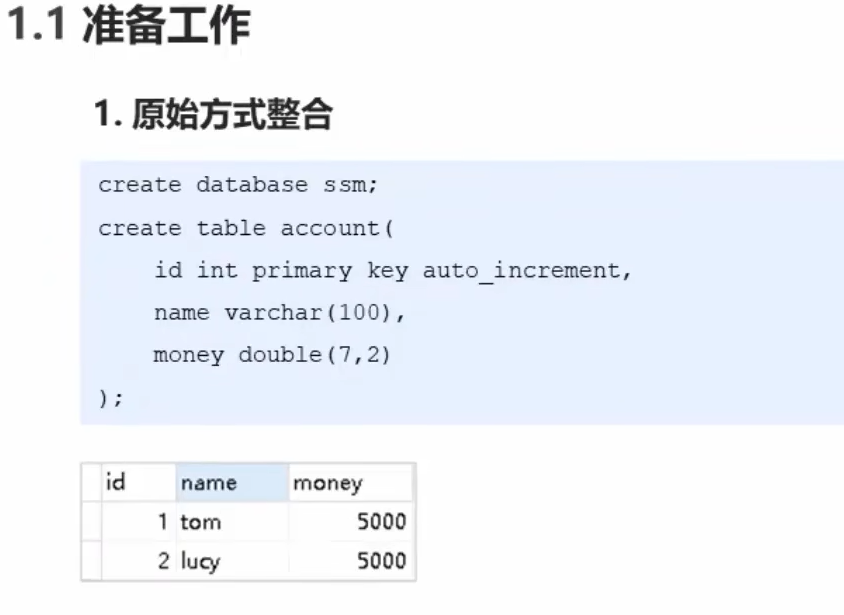 1.1 准备工作
1. 原始方式整合
create database ssm;
create table account(
    id int primary key auto_increment,
    name varchar(100),
    money double(7,2)
);
id name money
1 tom 5000
2 lucy 5000